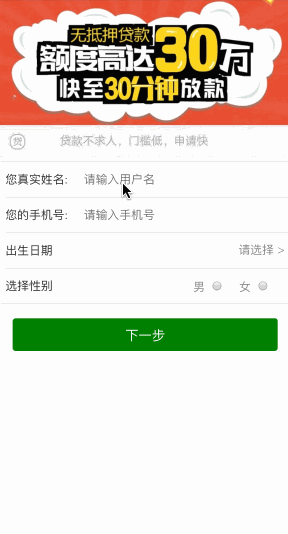 无抵押贷款
额度高达30万
快至30分钟放款
贷 贷款不求人，门槛低，申请快
您真实姓名: 请输入用户名
您的手机号: 请输入手机号
出生日期 请选择 >
选择性别 男 女
下一步